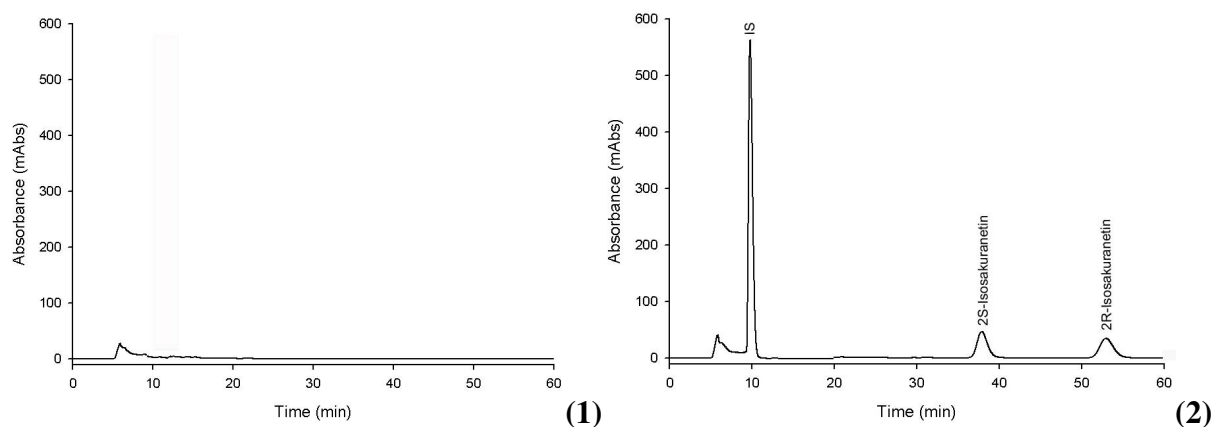 600
500
400
300
200
100
0
Absorbance (mAbs)
0 10 20 30 40 50 60
Time (min)
(1)
600
500
400
300
200
100
0
Absorbance (mAbs)
IS
2S-Isosakuranetin
2R-Isosakuranetin
0 10 20 30 40 50 60
Time (min)
(2)